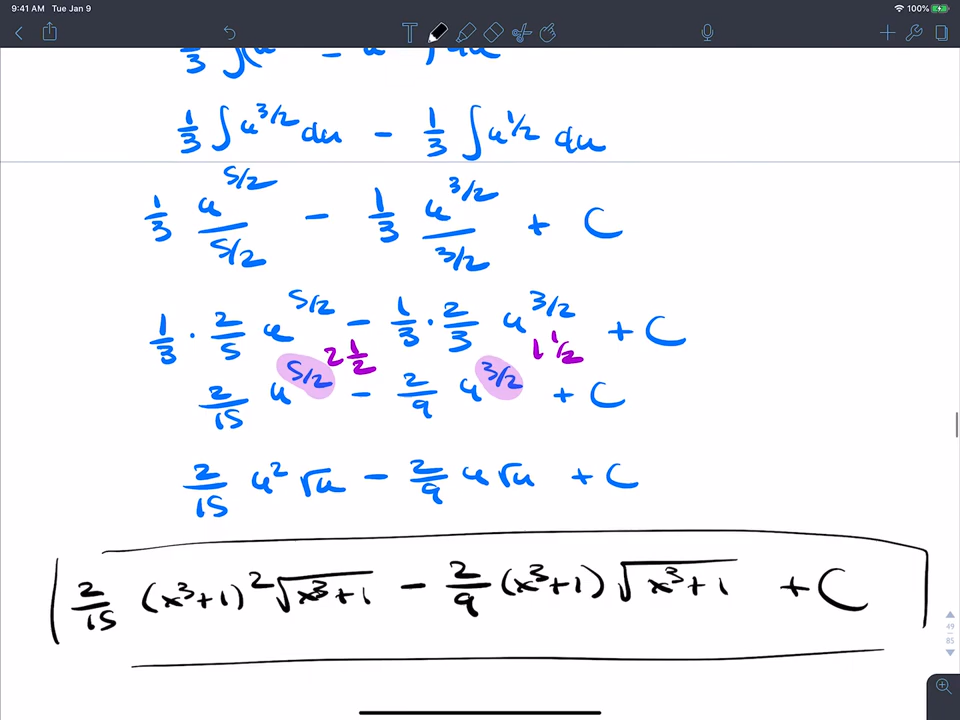 9:41 AM Tue Jan 9
100%
T
1/3 ∫u^(3/2) du − 1/3 ∫u^(1/2) du
1/3 u^(5/2)/(5/2) − 1/3 u^(3/2)/(3/2) + C
1/3 · 2/5 u^(5/2) − 1/3 · 2/3 u^(3/2) + C
2 1/2 1 1/2
2/15 u^(5/2) − 2/9 u^(3/2) + C
2/15 u² √u − 2/9 u √u + C
2/15 (x³+1)² √(x³+1) − 2/9 (x³+1) √(x³+1) + C
49
85